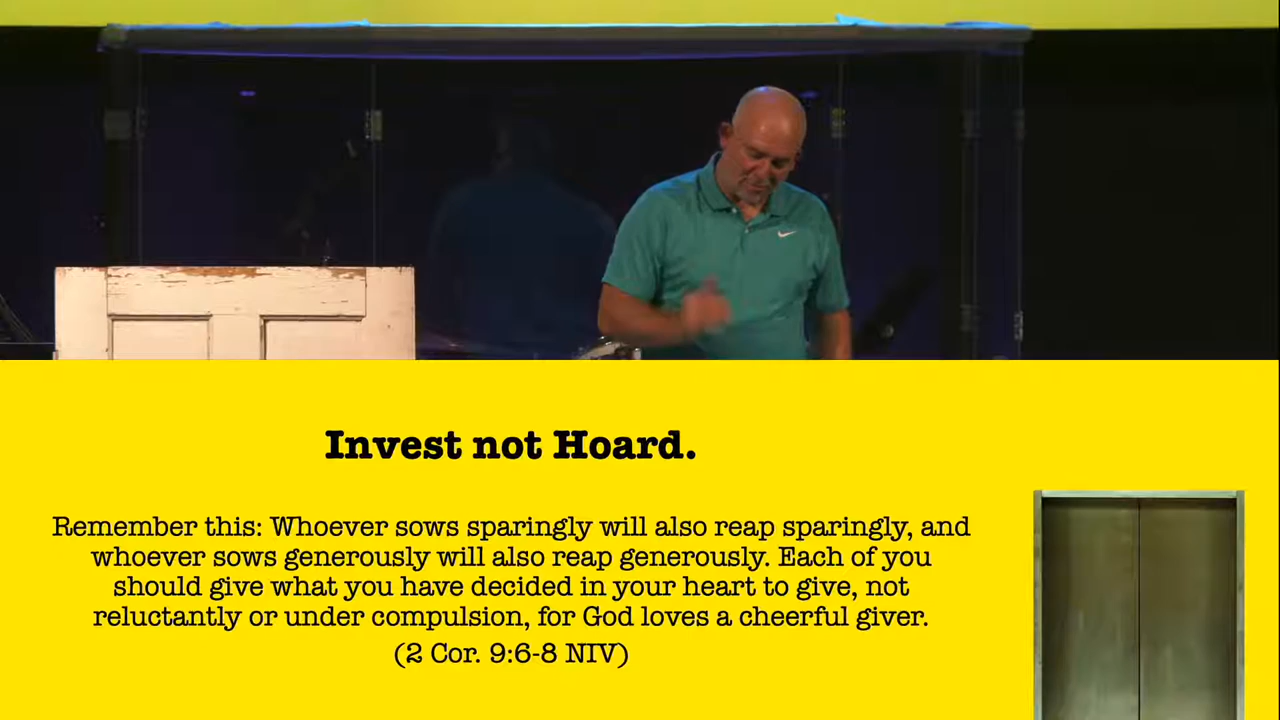 Invest not Hoard.
Remember this: Whoever sows sparingly will also reap sparingly, and
whoever sows generously will also reap generously. Each of you
should give what you have decided in your heart to give, not
reluctantly or under compulsion, for God loves a cheerful giver.
(2 Cor. 9:6-8 NIV)